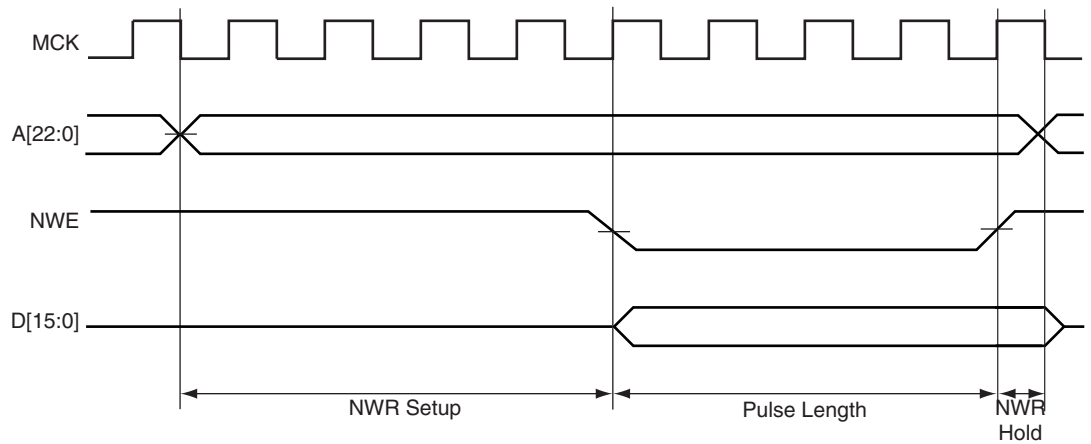 MCK
A[22:0]
NWE
D[15:0]
NWR Setup
Pulse Length
NWR
Hold